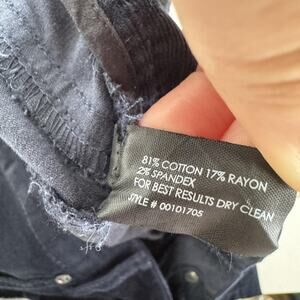 81% COTTON 17% RAYON
2% SPANDEX
FOR BEST RESULTS DRY CLEAN
STYLE # 00101705